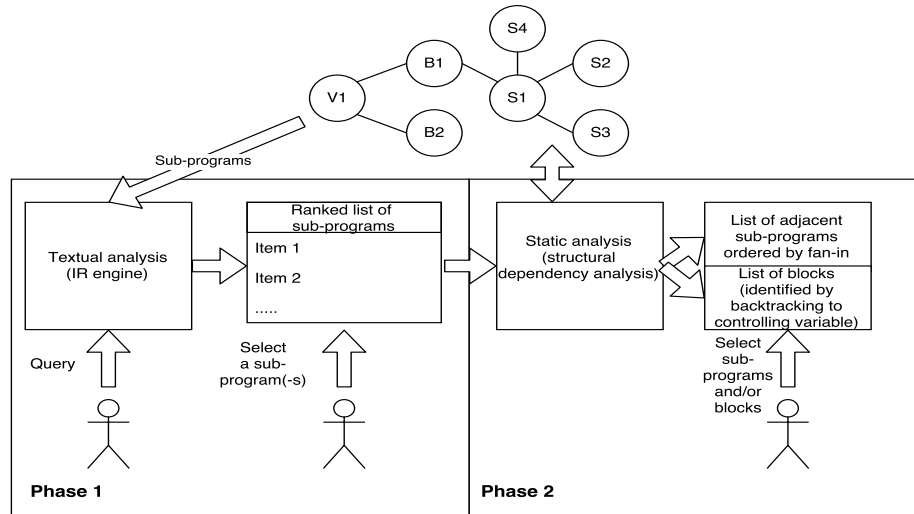 S4
B1
S2
V1
S1
B2
S3
Sub-programs
Textual analysis
(IR engine)
Ranked list of
sub-programs
Item 1
Item 2
.....
Static analysis
(structural
dependency analysis)
List of adjacent
sub-programs
ordered by fan-in
List of blocks
(identified by
backtracking to
controlling variable)
Query
Select
a sub-
program(-s)
Select
sub-
programs
and/or
blocks
Phase 1
Phase 2